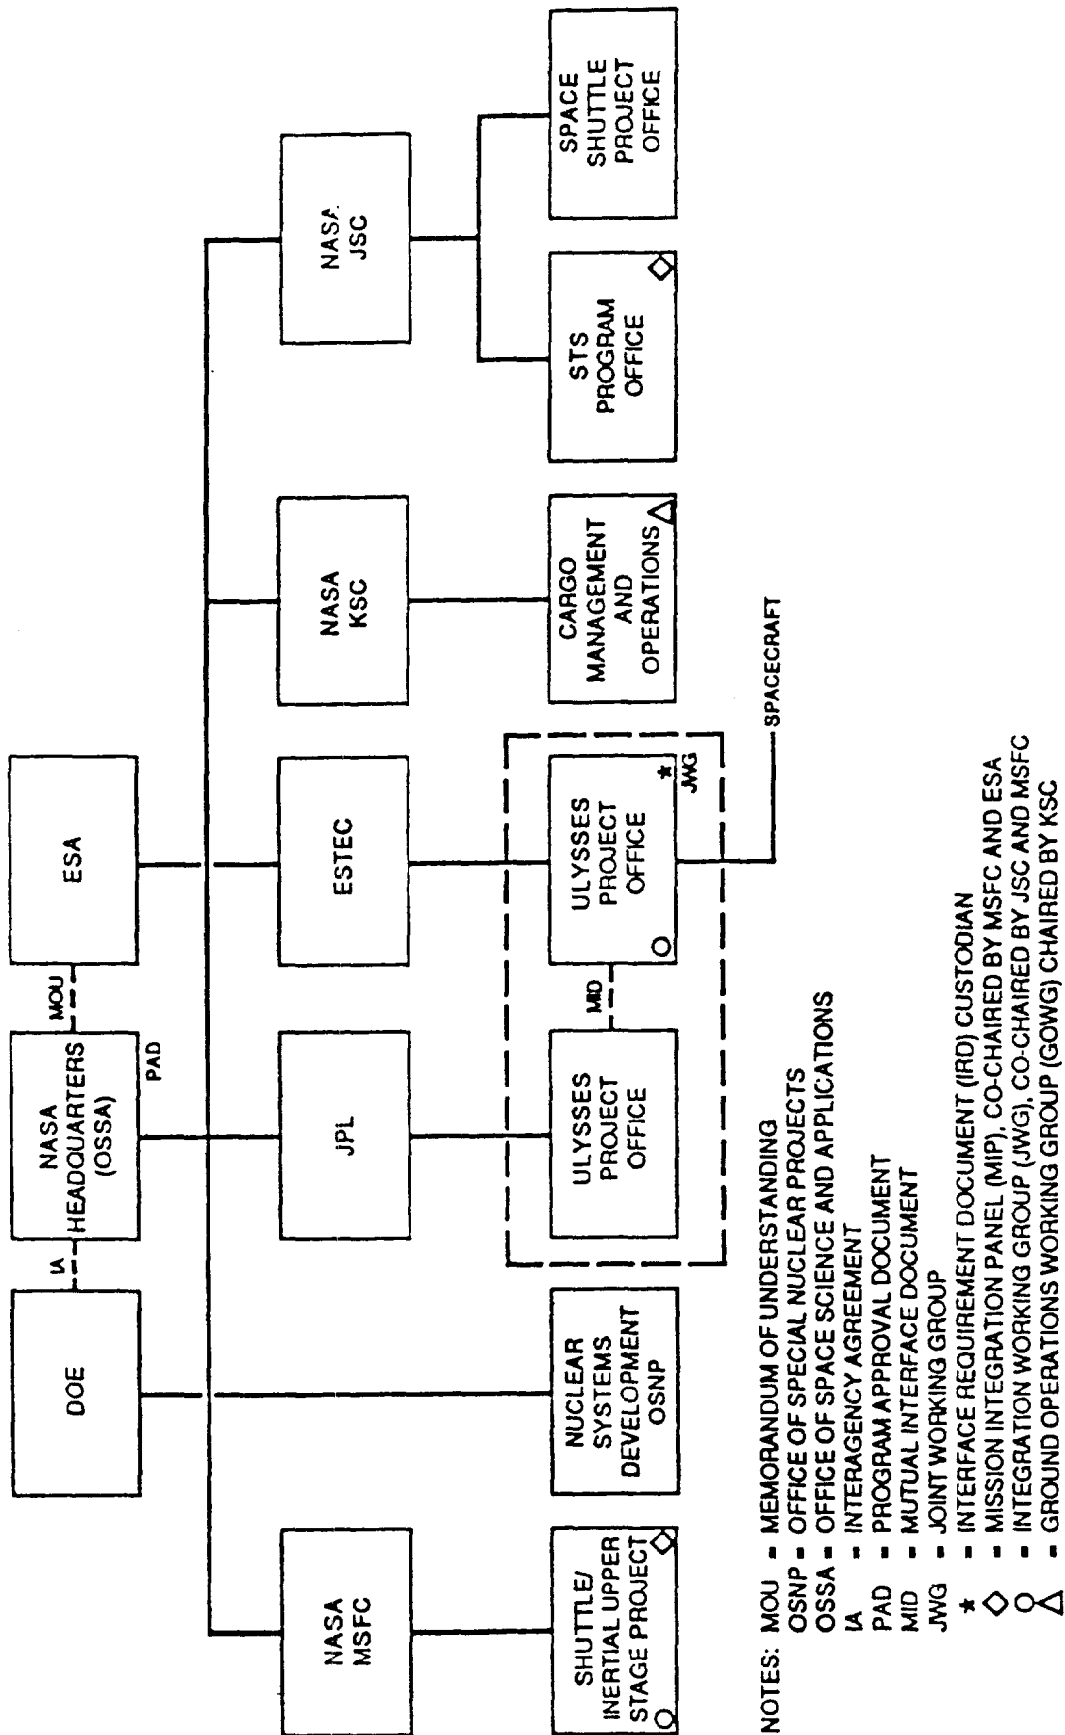 DOE
IA
NASA
HEADQUARTERS
(OSSA)
PAD
MOU
ESA
NASA
MSFC
JPL
ESTEC
NASA
KSC
NASA
JSC
SHUTTLE/
INERTIAL UPPER
STAGE PROJECT
NUCLEAR
SYSTEMS
DEVELOPMENT
OSNP
ULYSSES
PROJECT
OFFICE
MID
ULYSSES
PROJECT
OFFICE
★
JWG
CARGO
MANAGEMENT
AND
OPERATIONS
STS
PROGRAM
OFFICE
SPACE
SHUTTLE
PROJECT
OFFICE
SPACECRAFT
NOTES: MOU = MEMORANDUM OF UNDERSTANDING
OSNP = OFFICE OF SPECIAL NUCLEAR PROJECTS
OSSA = OFFICE OF SPACE SCIENCE AND APPLICATIONS
IA = INTERAGENCY AGREEMENT
PAD = PROGRAM APPROVAL DOCUMENT
MID = MUTUAL INTERFACE DOCUMENT
JWG = JOINT WORKING GROUP
★ = INTERFACE REQUIREMENT DOCUMENT (IRD) CUSTODIAN
◇ = MISSION INTEGRATION PANEL (MIP), CO-CHAIRED BY MSFC AND ESA
○ = INTEGRATION WORKING GROUP (JWG), CO-CHAIRED BY JSC AND MSFC
△ = GROUND OPERATIONS WORKING GROUP (GOWG) CHAIRED BY KSC